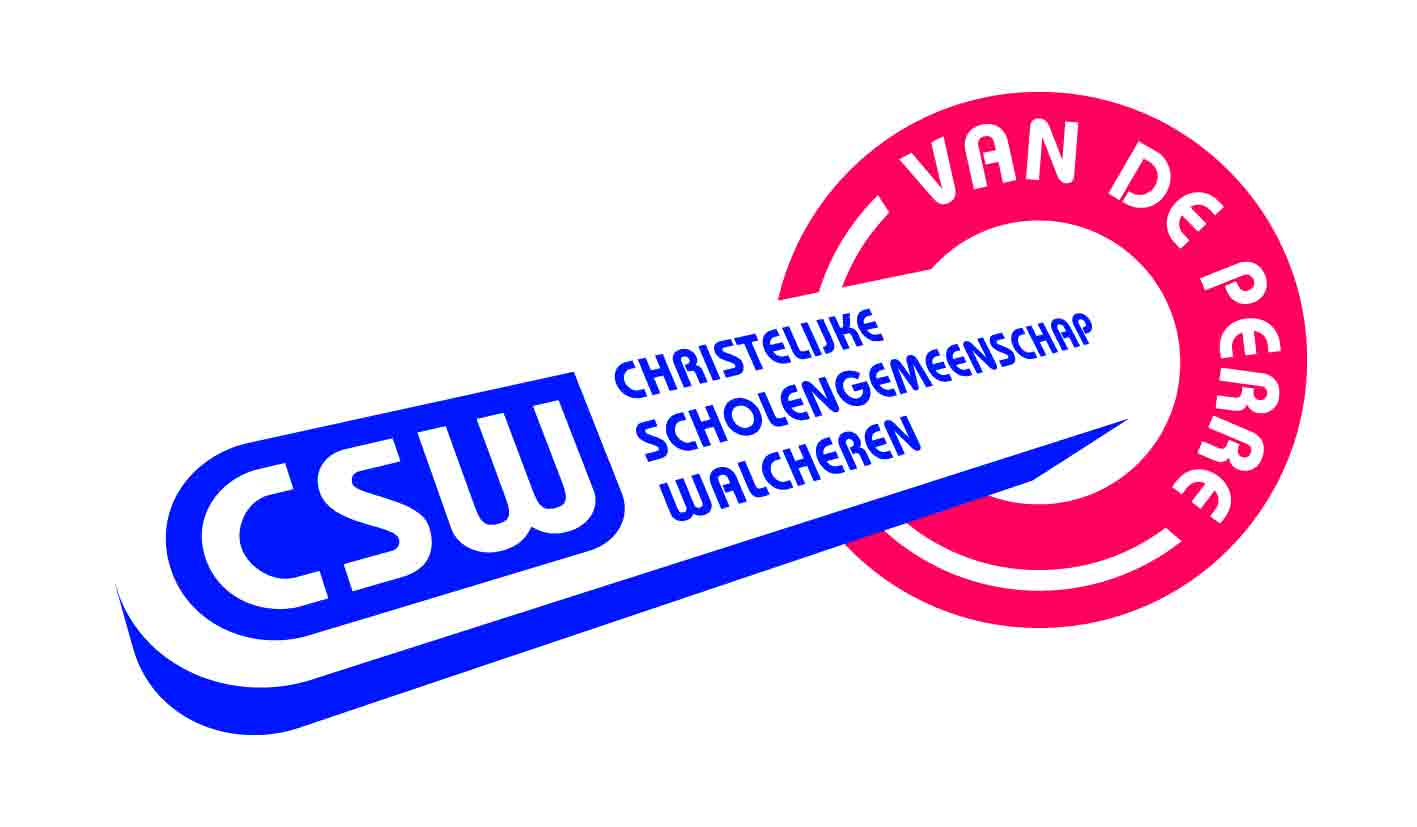 CSW
CHRISTELIJKE
SCHOLENGEMEENSCHAP
WALCHEREN
VAN DE PERRE